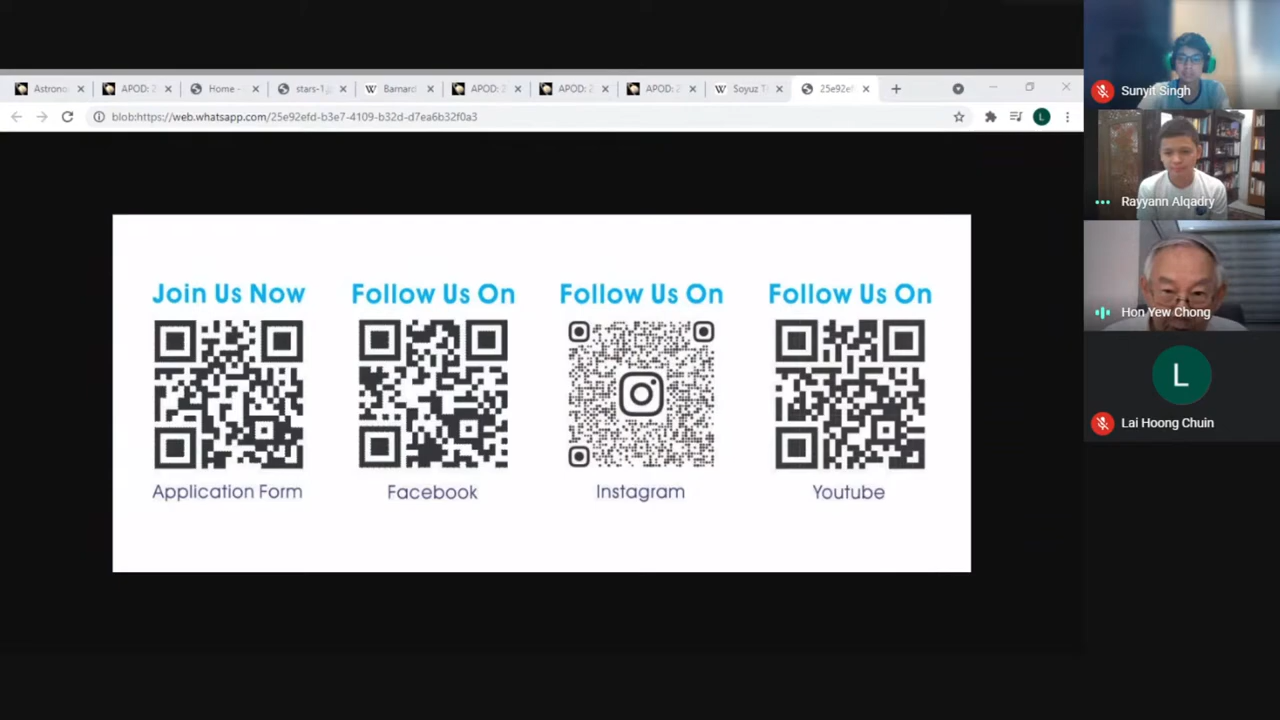 Astrono
APOD: 2
Home -
stars-1.j
Barnard
APOD: 2
APOD: 2
APOD: 2
Soyuz T
25e92ef
blob:https://web.whatsapp.com/25e92efd-b3e7-4109-b32d-d7ea6b32f0a3
L
Join Us Now
Follow Us On
Follow Us On
Follow Us On
Application Form
Facebook
Instagram
Youtube
Sunyit Singh
Rayyann Alqadry
Hon Yew Chong
L
Lai Hoong Chuin